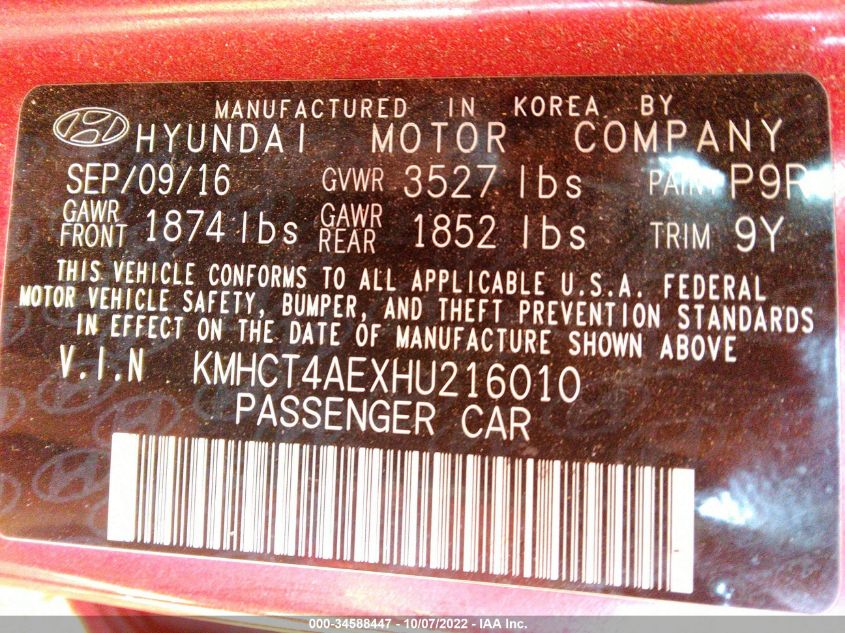 MANUFACTURED IN KOREA BY
HYUNDAI MOTOR COMPANY
SEP/09/16 GVWR 3527 lbs PAINT P9R
GAWR FRONT 1874 lbs GAWR REAR 1852 lbs TRIM 9Y
THIS VEHICLE CONFORMS TO ALL APPLICABLE U.S.A. FEDERAL
MOTOR VEHICLE SAFETY, BUMPER, AND THEFT PREVENTION STANDARDS
IN EFFECT ON THE DATE OF MANUFACTURE SHOWN ABOVE
V.I.N KMHCT4AEXHU216010
PASSENGER CAR
000-34588447 - 10/07/2022 - IAA Inc.